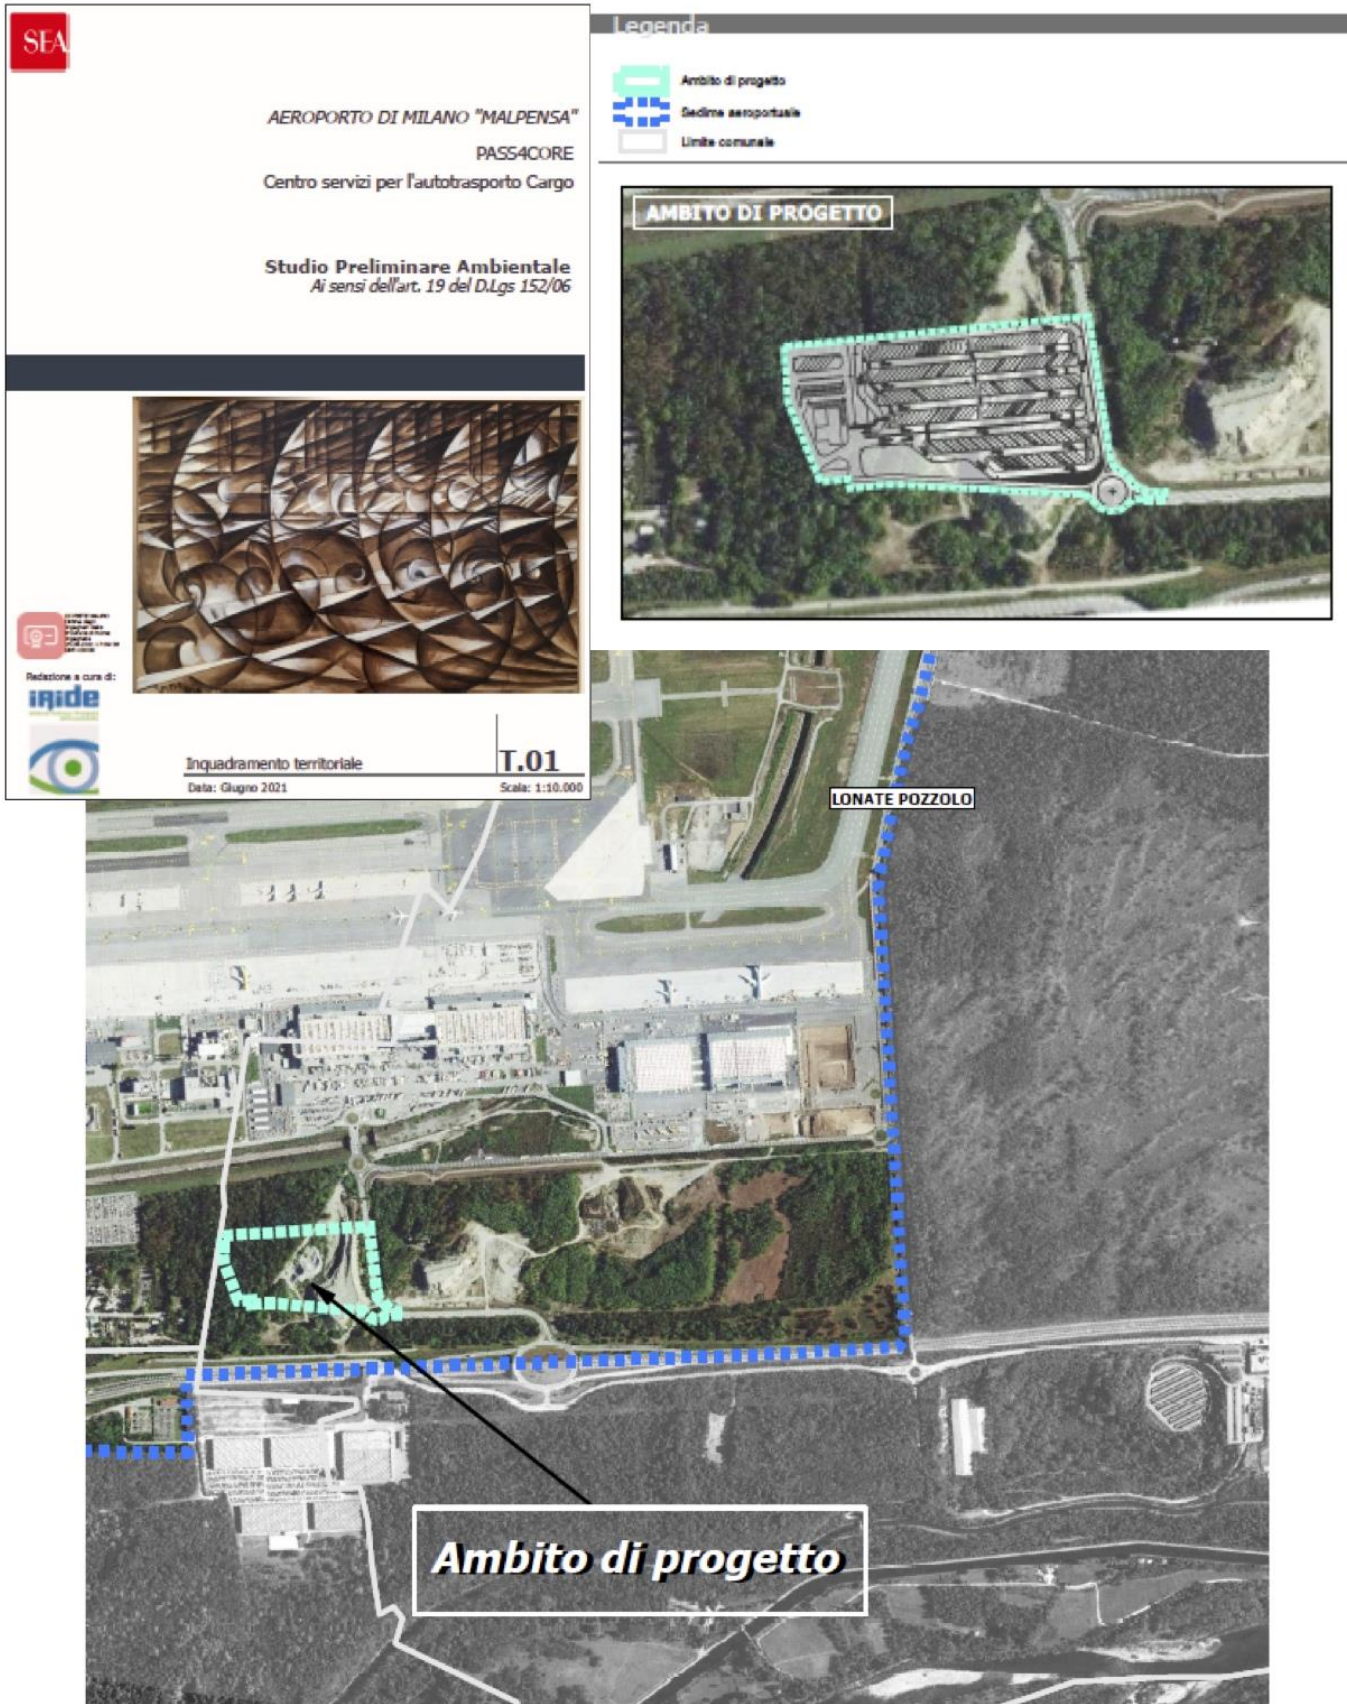 SEA
AEROPORTO DI MILANO "MALPENSA"
PASS4CORE
Centro servizi per l'autotrasporto Cargo
Studio Preliminare Ambientale
Ai sensi dell'art. 19 del D.Lgs 152/06
Redazione a cura di:
iRide
Inquadramento territoriale
T.01
Data: Giugno 2021
Scala: 1:10.000
Legenda
Ambito di progetto
Sedime aeroportuale
Limite comunale
AMBITO DI PROGETTO
LONATE POZZOLO
Ambito di progetto